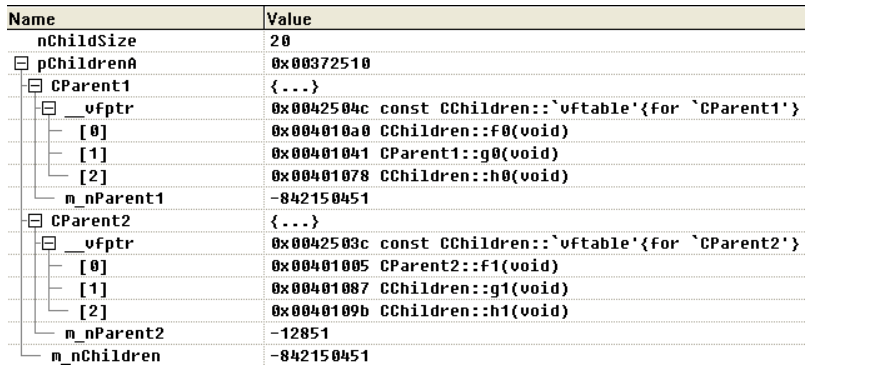 Name Value
nChildSize 20
pChildrenA 0x00372510
CParent1 {...}
__vfptr 0x0042504c const CChildren::`vftable'{for `CParent1'}
[0] 0x004010a0 CChildren::f0(void)
[1] 0x00401041 CParent1::g0(void)
[2] 0x00401078 CChildren::h0(void)
m_nParent1 -842150451
CParent2 {...}
__vfptr 0x0042503c const CChildren::`vftable'{for `CParent2'}
[0] 0x00401005 CParent2::f1(void)
[1] 0x00401087 CChildren::g1(void)
[2] 0x0040109b CChildren::h1(void)
m_nParent2 -12851
m_nChildren -842150451